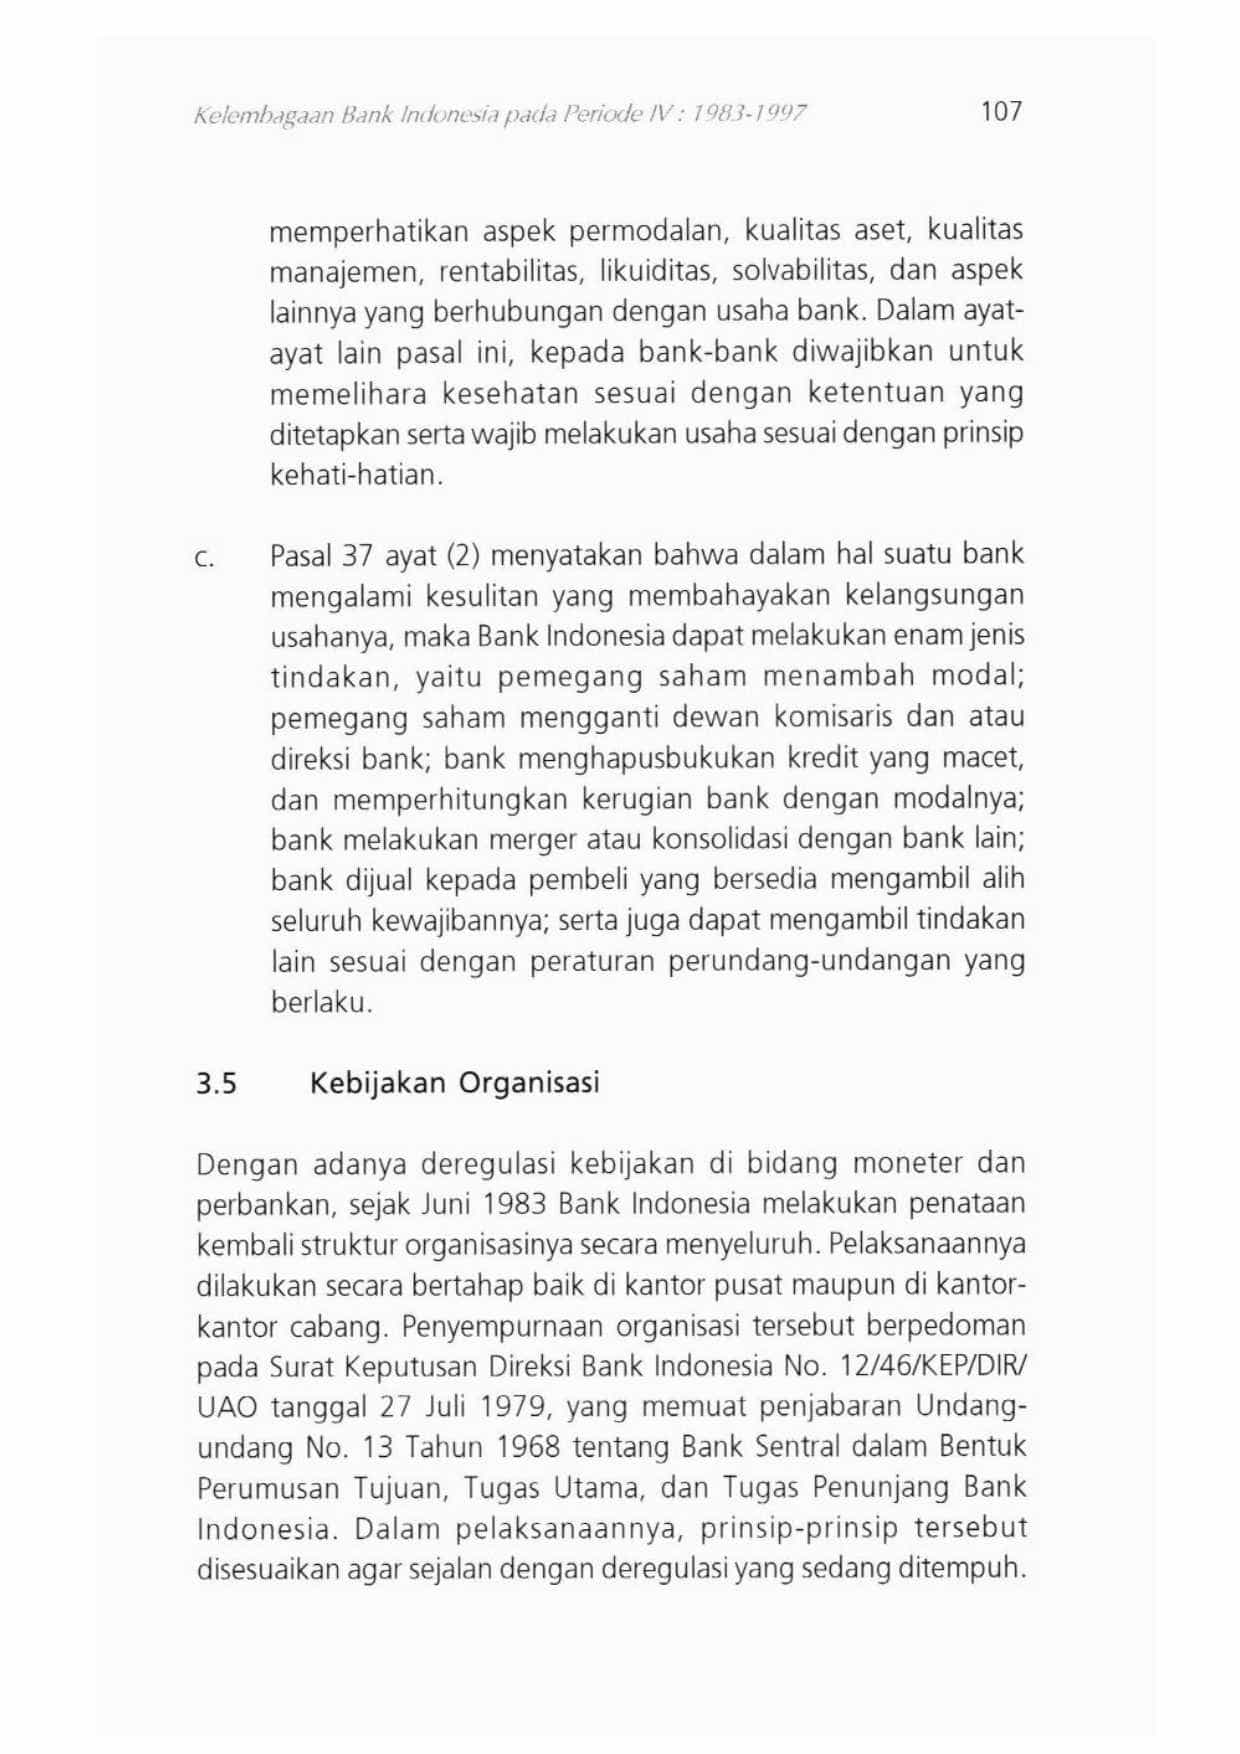 Kelembagaan Bank Indonesia pada Periode IV : 1983-1997 107
memperhatikan aspek permodalan, kualitas aset, kualitas
manajemen, rentabilitas, likuiditas, solvabilitas, dan aspek
lainnya yang berhubungan dengan usaha bank. Dalam ayat-
ayat lain pasal ini, kepada bank-bank diwajibkan untuk
memelihara kesehatan sesuai dengan ketentuan yang
ditetapkan serta wajib melakukan usaha sesuai dengan prinsip
kehati-hatian.
c. Pasal 37 ayat (2) menyatakan bahwa dalam hal suatu bank
mengalami kesulitan yang membahayakan kelangsungan
usahanya, maka Bank Indonesia dapat melakukan enam jenis
tindakan, yaitu pemegang saham menambah modal;
pemegang saham mengganti dewan komisaris dan atau
direksi bank; bank menghapusbukukan kredit yang macet,
dan memperhitungkan kerugian bank dengan modalnya;
bank melakukan merger atau konsolidasi dengan bank lain;
bank dijual kepada pembeli yang bersedia mengambil alih
seluruh kewajibannya; serta juga dapat mengambil tindakan
lain sesuai dengan peraturan perundang-undangan yang
berlaku.
3.5 Kebijakan Organisasi
Dengan adanya deregulasi kebijakan di bidang moneter dan
perbankan, sejak Juni 1983 Bank Indonesia melakukan penataan
kembali struktur organisasinya secara menyeluruh. Pelaksanaannya
dilakukan secara bertahap baik di kantor pusat maupun di kantor-
kantor cabang. Penyempurnaan organisasi tersebut berpedoman
pada Surat Keputusan Direksi Bank Indonesia No. 12/46/KEP/DIR/
UAO tanggal 27 Juli 1979, yang memuat penjabaran Undang-
undang No. 13 Tahun 1968 tentang Bank Sentral dalam Bentuk
Perumusan Tujuan, Tugas Utama, dan Tugas Penunjang Bank
Indonesia. Dalam pelaksanaannya, prinsip-prinsip tersebut
disesuaikan agar sejalan dengan deregulasi yang sedang ditempuh.